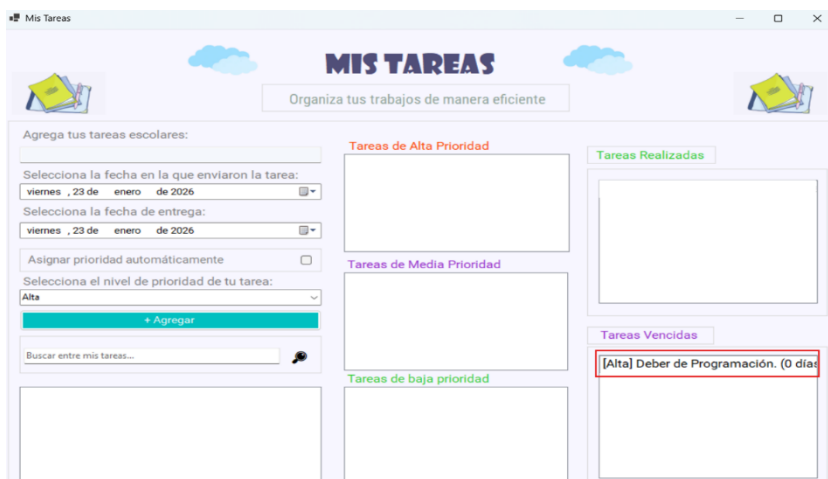 Mis Tareas
MIS TAREAS
Organiza tus trabajos de manera eficiente
Agrega tus tareas escolares:
Selecciona la fecha en la que enviaron la tarea:
viernes , 23 de enero de 2026
Selecciona la fecha de entrega:
viernes , 23 de enero de 2026
Asignar prioridad automáticamente
Selecciona el nivel de prioridad de tu tarea:
Alta
+ Agregar
Buscar entre mis tareas...
Tareas de Alta Prioridad
Tareas de Media Prioridad
Tareas de baja prioridad
Tareas Realizadas
Tareas Vencidas
[Alta] Deber de Programación. (0 días